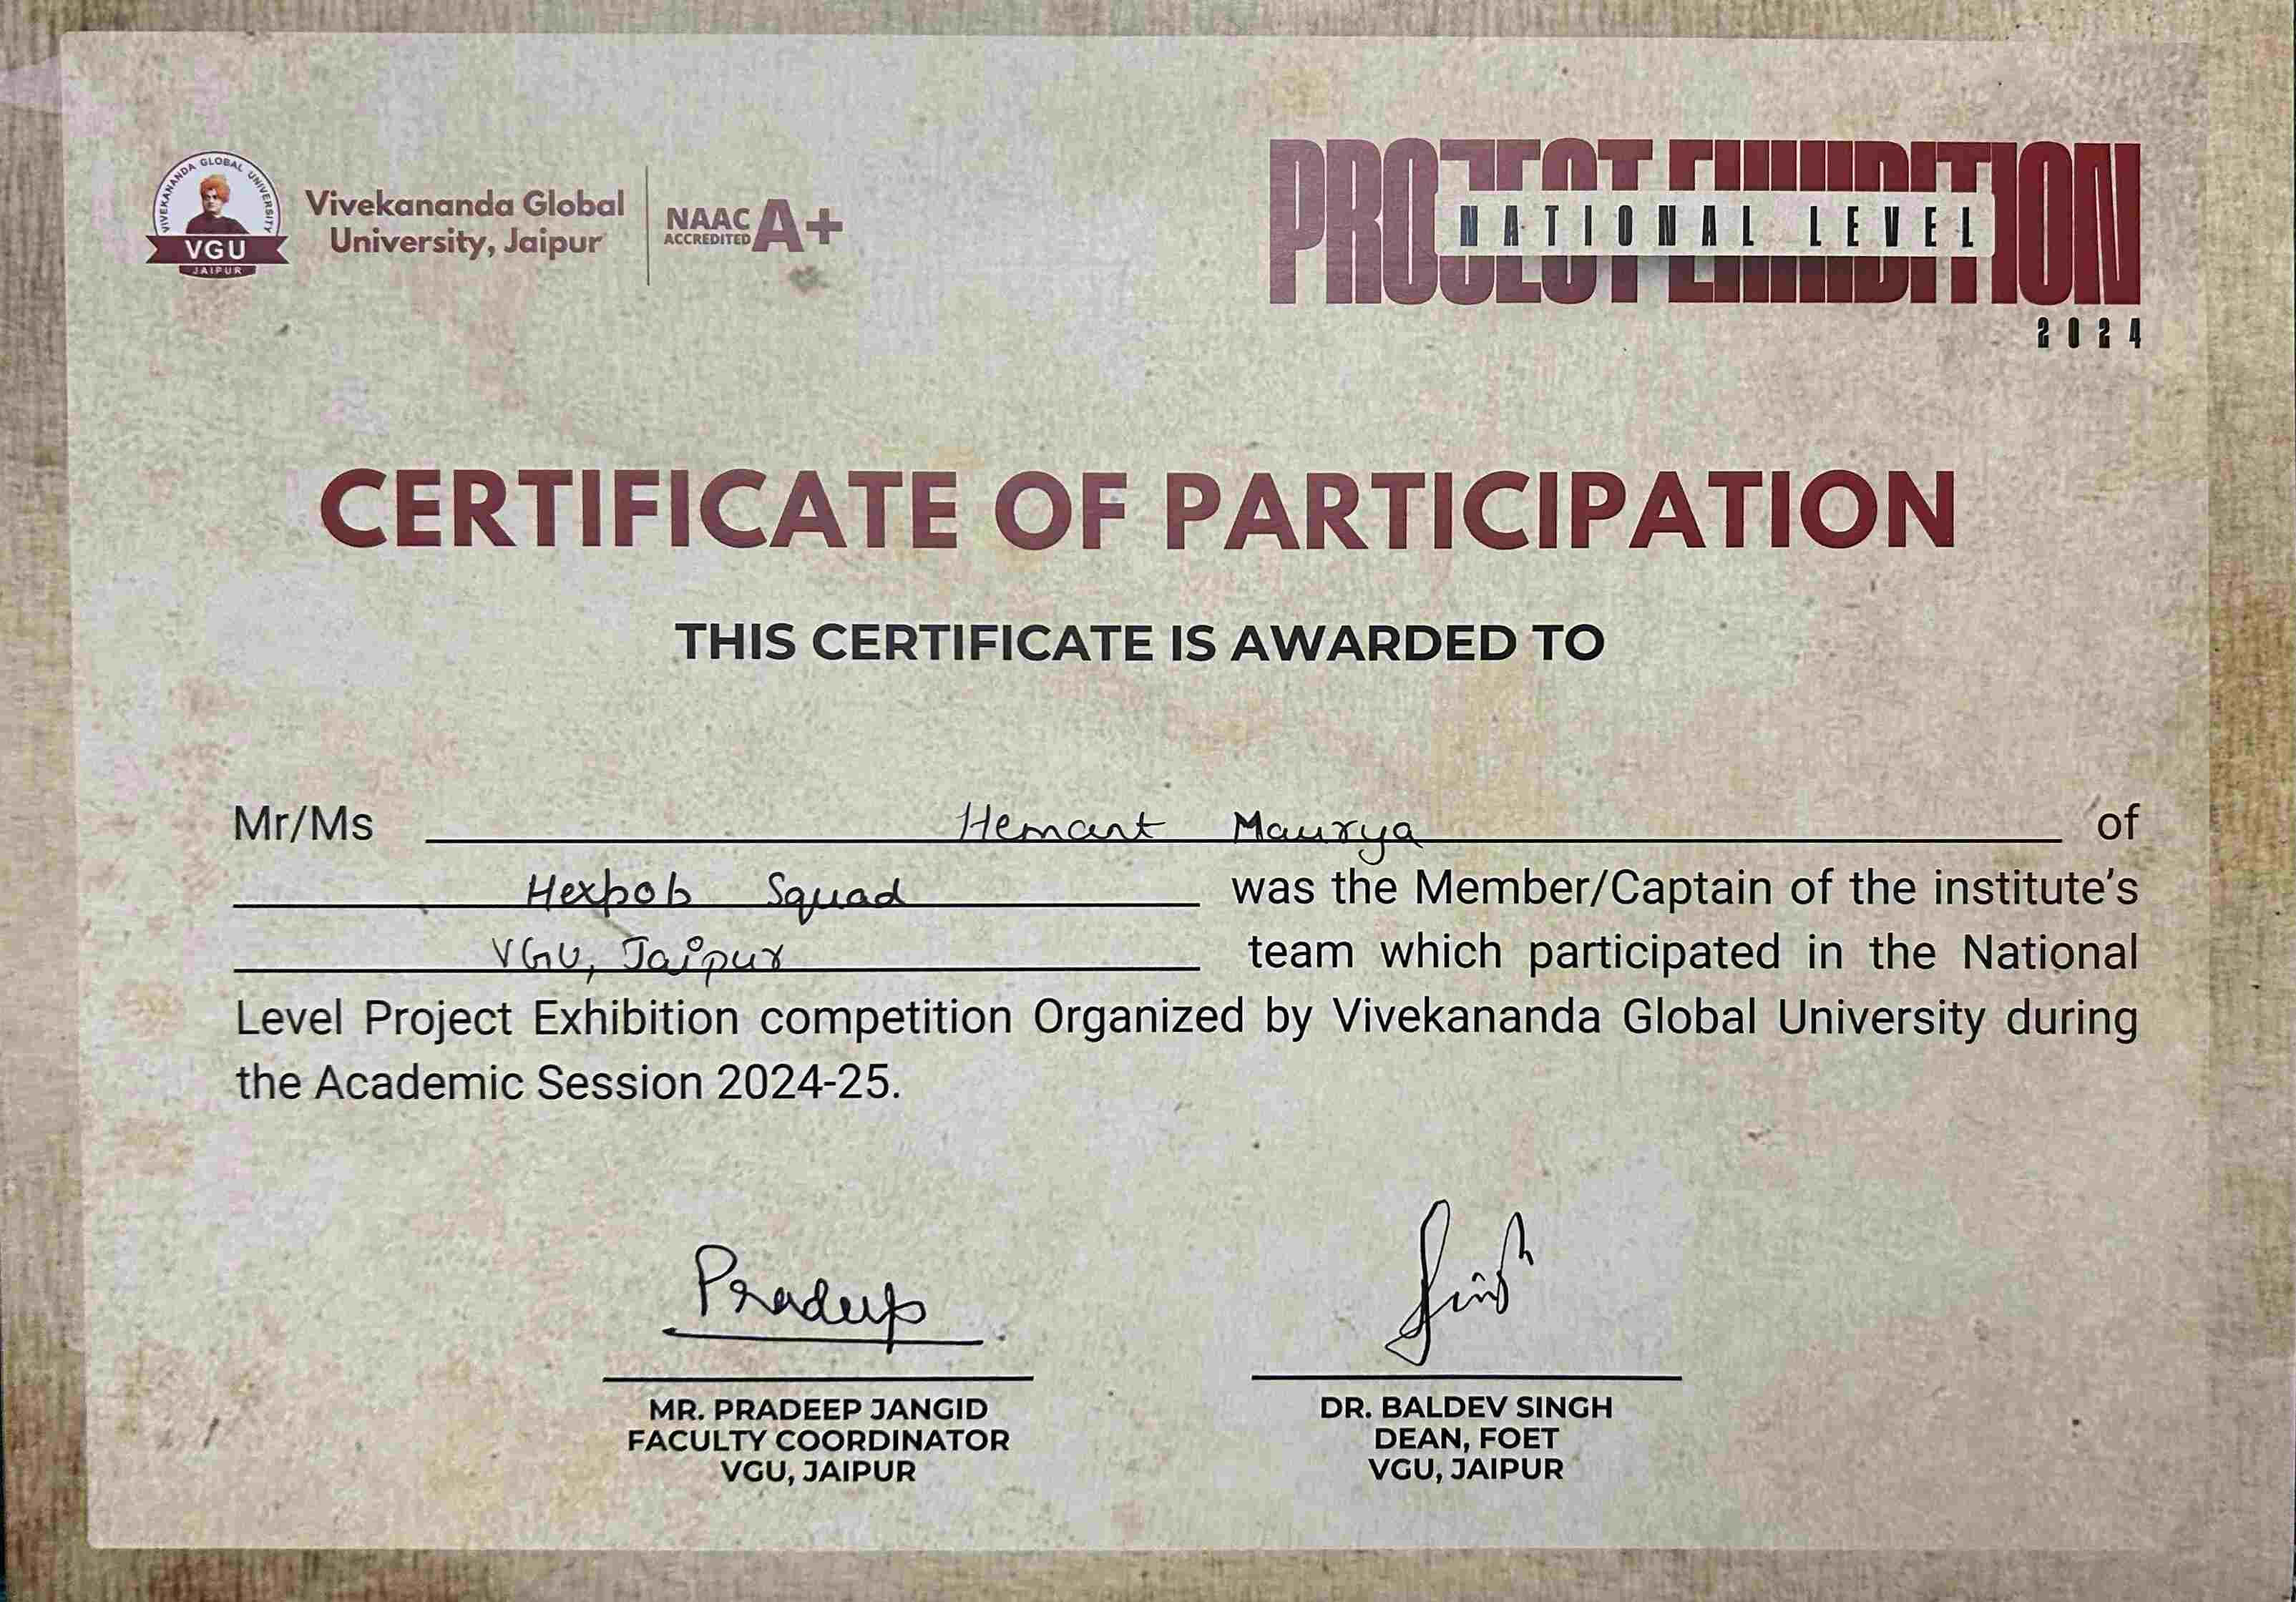 VIVEKANANDA GLOBAL UNIVERSITY
VGU
JAIPUR
Vivekananda Global
University, Jaipur
NAAC
ACCREDITED
A+
PROJECT EXHIBITION
NATIONAL LEVEL
2024
CERTIFICATE OF PARTICIPATION
THIS CERTIFICATE IS AWARDED TO
Mr/Ms Hemant Maurya of
Hexbob Squad was the Member/Captain of the institute's
VGU, Jaipur team which participated in the National
Level Project Exhibition competition Organized by Vivekananda Global University during
the Academic Session 2024-25.
Pradeep
MR. PRADEEP JANGID
FACULTY COORDINATOR
VGU, JAIPUR
DR. BALDEV SINGH
DEAN, FOET
VGU, JAIPUR